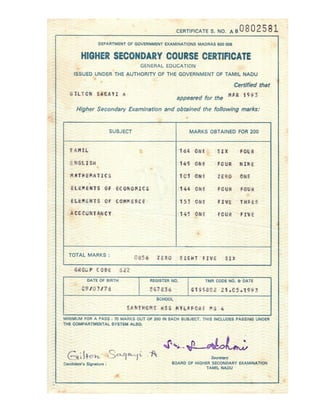 CERTIFICATE S. NO. A B 0802581
DEPARTMENT OF GOVERNMENT EXAMINATIONS MADRAS 600 006
HIGHER SECONDARY COURSE CERTIFICATE
GENERAL EDUCATION
ISSUED UNDER THE AUTHORITY OF THE GOVERNMENT OF TAMIL NADU
Certified that
GILTON SAGAYI A
appeared for the MAR 1993
Higher Secondary Examination and obtained the following marks:
SUBJECT MARKS OBTAINED FOR 200
TAMIL 164 ONE SIX FOUR
ENGLISH 149 ONE FOUR NINE
MATHEMATICS 101 ONE ZERO ONE
ELEMENTS OF ECONOMICS 144 ONE FOUR FOUR
ELEMENTS OF COMMERCE 153 ONE FIVE THREE
ACCOUNTANCY 145 ONE FOUR FIVE
TOTAL MARKS : 0856 ZERO EIGHT FIVE SIX
GROUP CODE
DATE OF BIRTH REGISTER NO. TMR CODE NO. & DATE
21.05.1993
SCHOOL
SANTHOME HSS MYLAPORE
MINIMUM FOR A PASS : 70 MARKS OUT OF 200 IN EACH SUBJECT, THIS INCLUDES PASSING UNDER
THE COMPARTMENTAL SYSTEM ALSO.
Gilton Sagayi A
Candidate's Signature :
Secretary
BOARD OF HIGHER SECONDARY EXAMINATION
TAMIL NADU